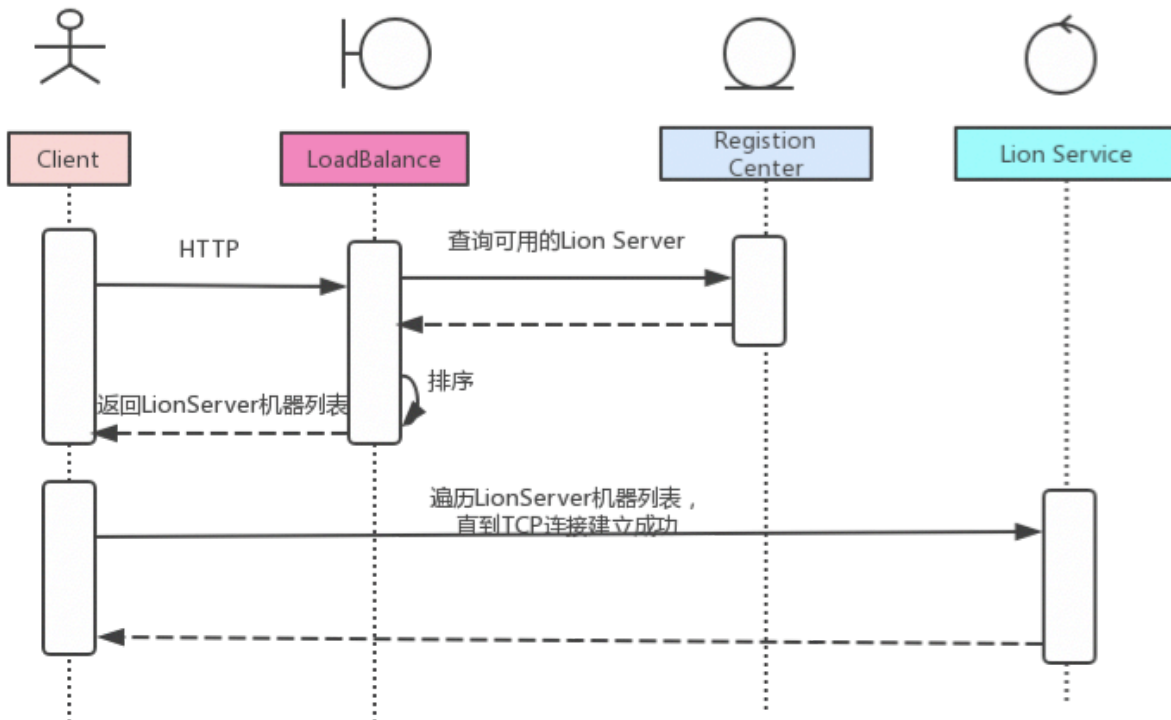 Client
LoadBalance
Registion
Center
Lion Service
HTTP
查询可用的Lion Server
排序
返回LionServer机器列表
遍历LionServer机器列表，
直到TCP连接建立成功